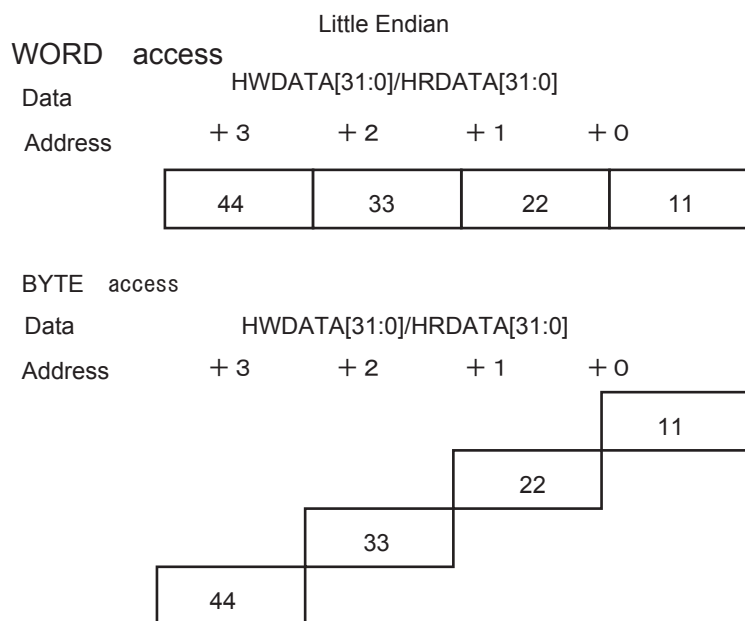 Little Endian
WORD access
Data HWDATA[31:0]/HRDATA[31:0]
Address +3 +2 +1 +0
44 33 22 11
BYTE access
Data HWDATA[31:0]/HRDATA[31:0]
Address +3 +2 +1 +0
11
22
33
44